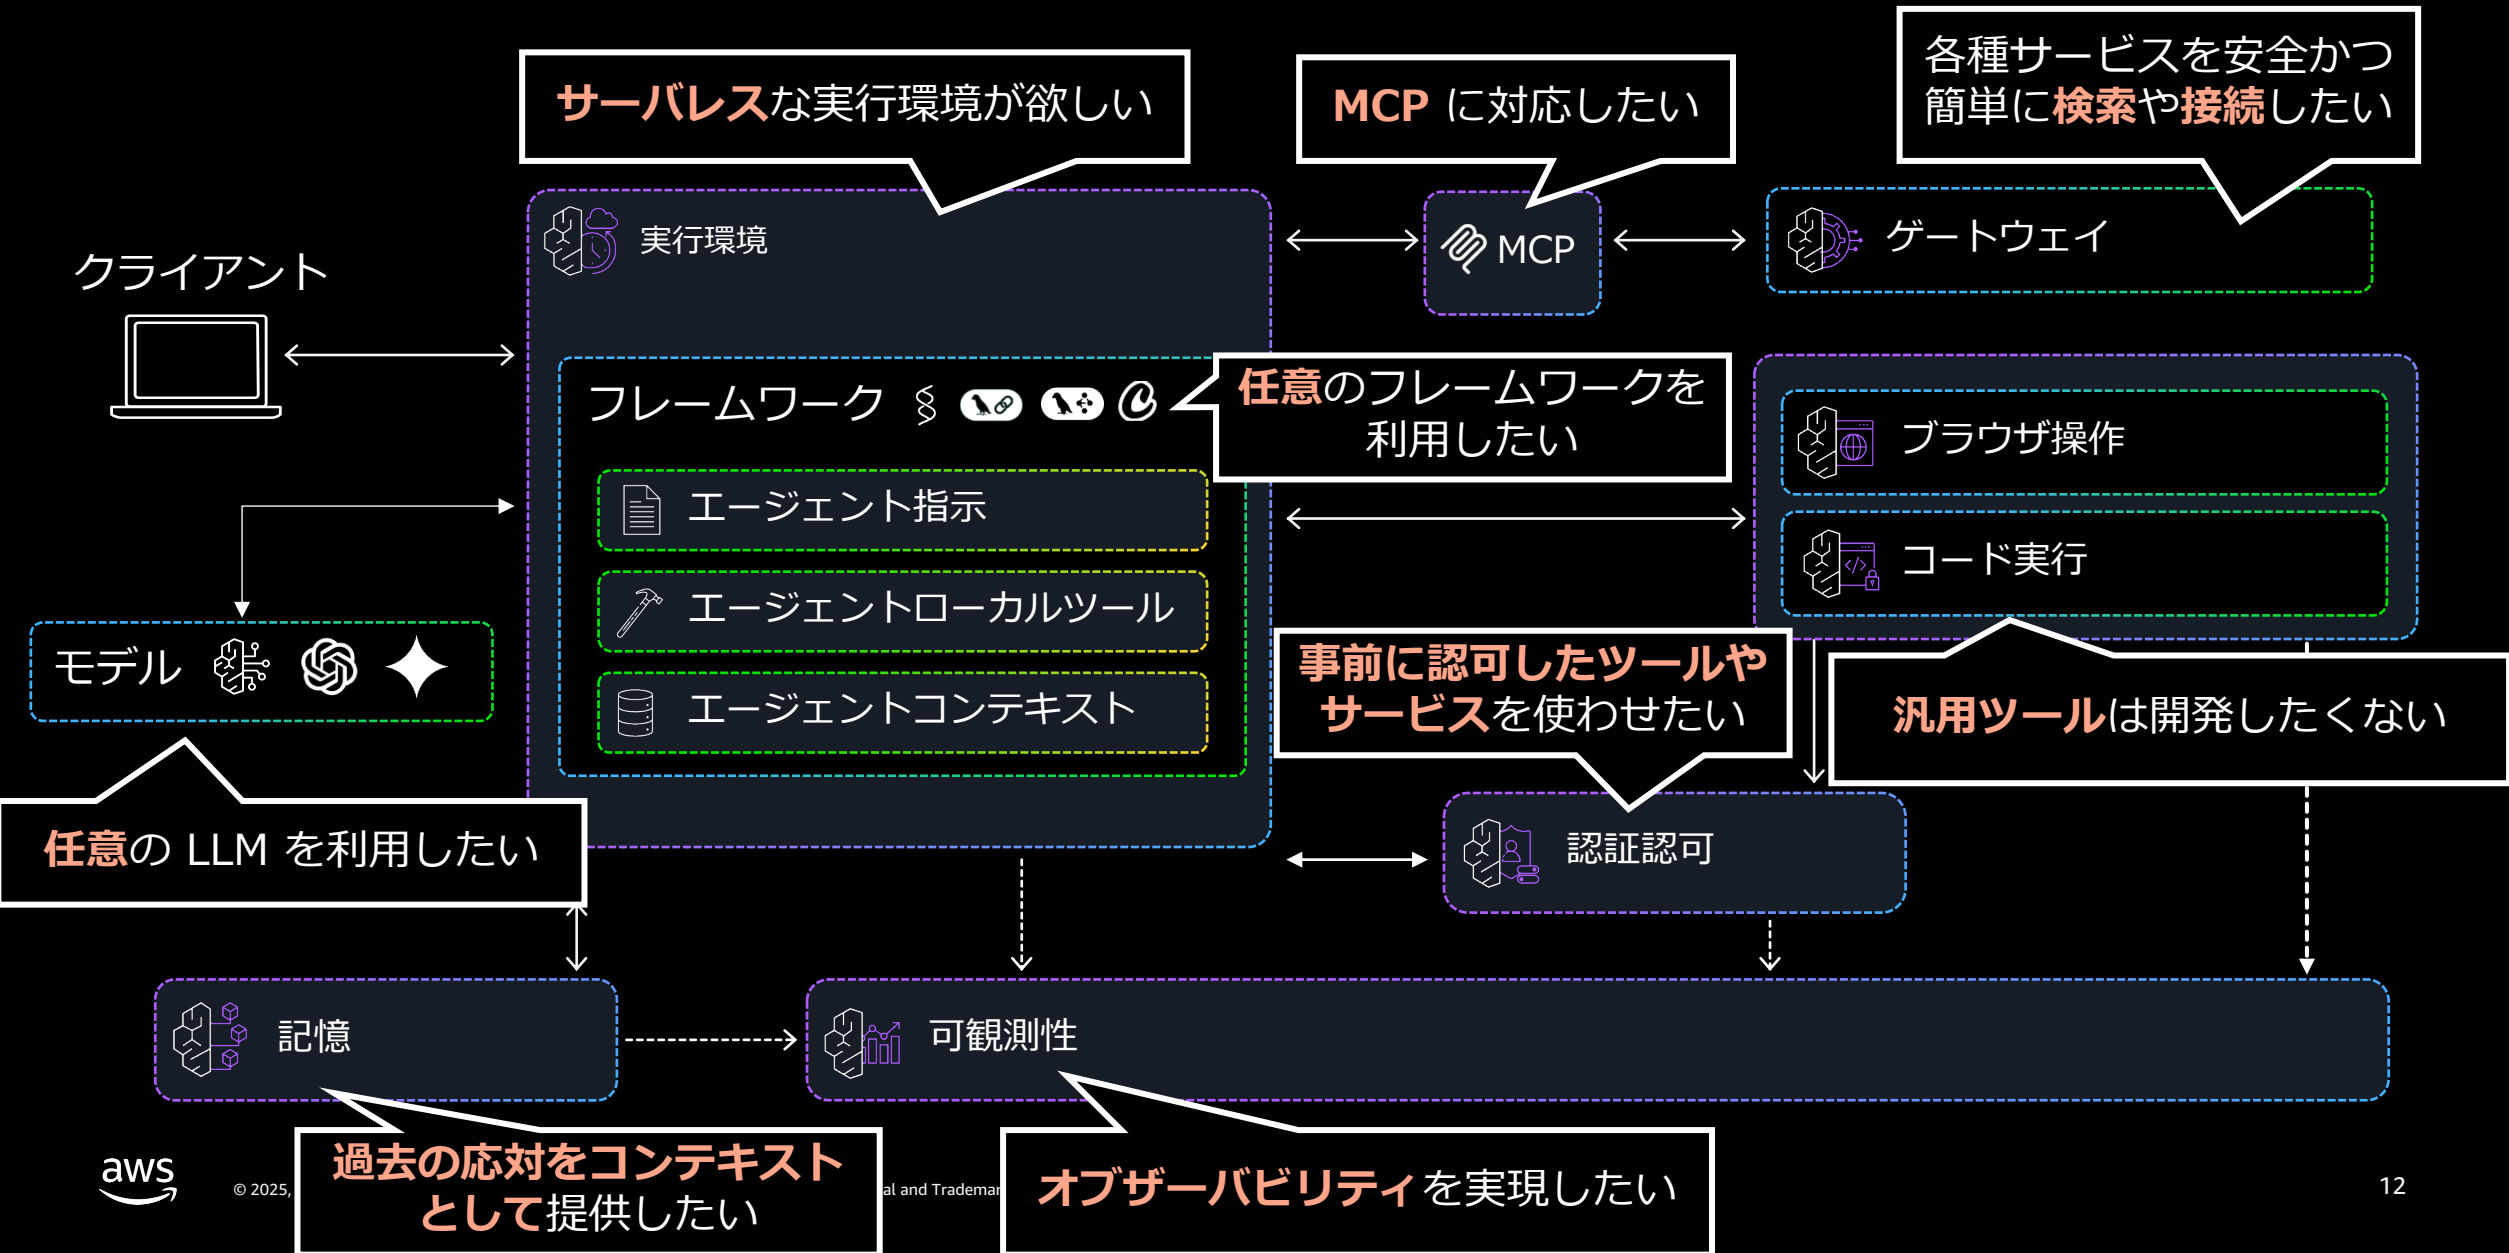 サーバレスな実行環境が欲しい
MCP に対応したい
各種サービスを安全かつ
簡単に検索や接続したい
クライアント
実行環境
MCP
ゲートウェイ
フレームワーク
任意のフレームワークを
利用したい
エージェント指示
エージェントローカルツール
エージェントコンテキスト
ブラウザ操作
コード実行
モデル
事前に認可したツールや
サービスを使わせたい
汎用ツールは開発したくない
任意の LLM を利用したい
認証認可
記憶
可観測性
過去の応対をコンテキスト
として提供したい
オブザーバビリティを実現したい
aws
© 2025,
al and
12